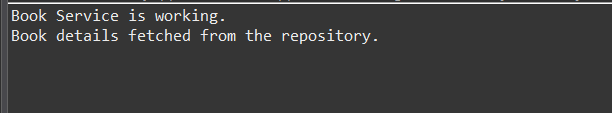 Book Service is working.
Book details fetched from the repository.